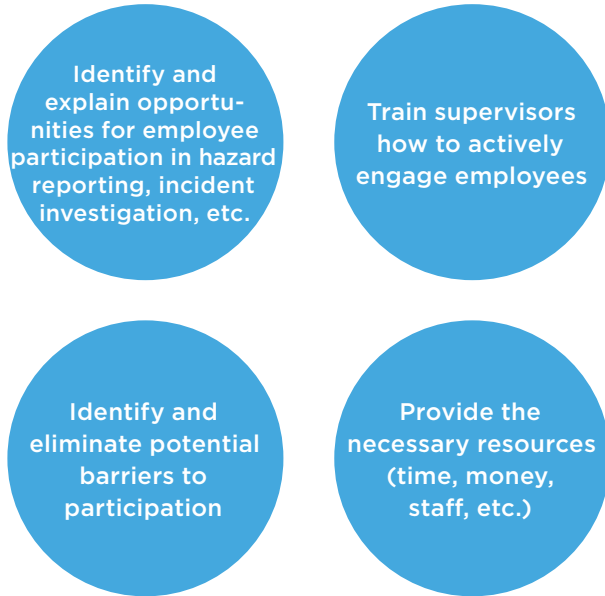 Identify and
explain opportu-
nities for employee
participation in hazard
reporting, incident
investigation, etc.
Train supervisors
how to actively
engage employees
Identify and
eliminate potential
barriers to
participation
Provide the
necessary resources
(time, money,
staff, etc.)